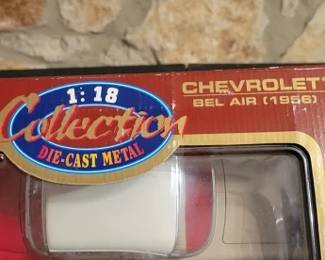 1:18
Collection
DIE-CAST METAL
CHEVROLET
BEL AIR (1956)